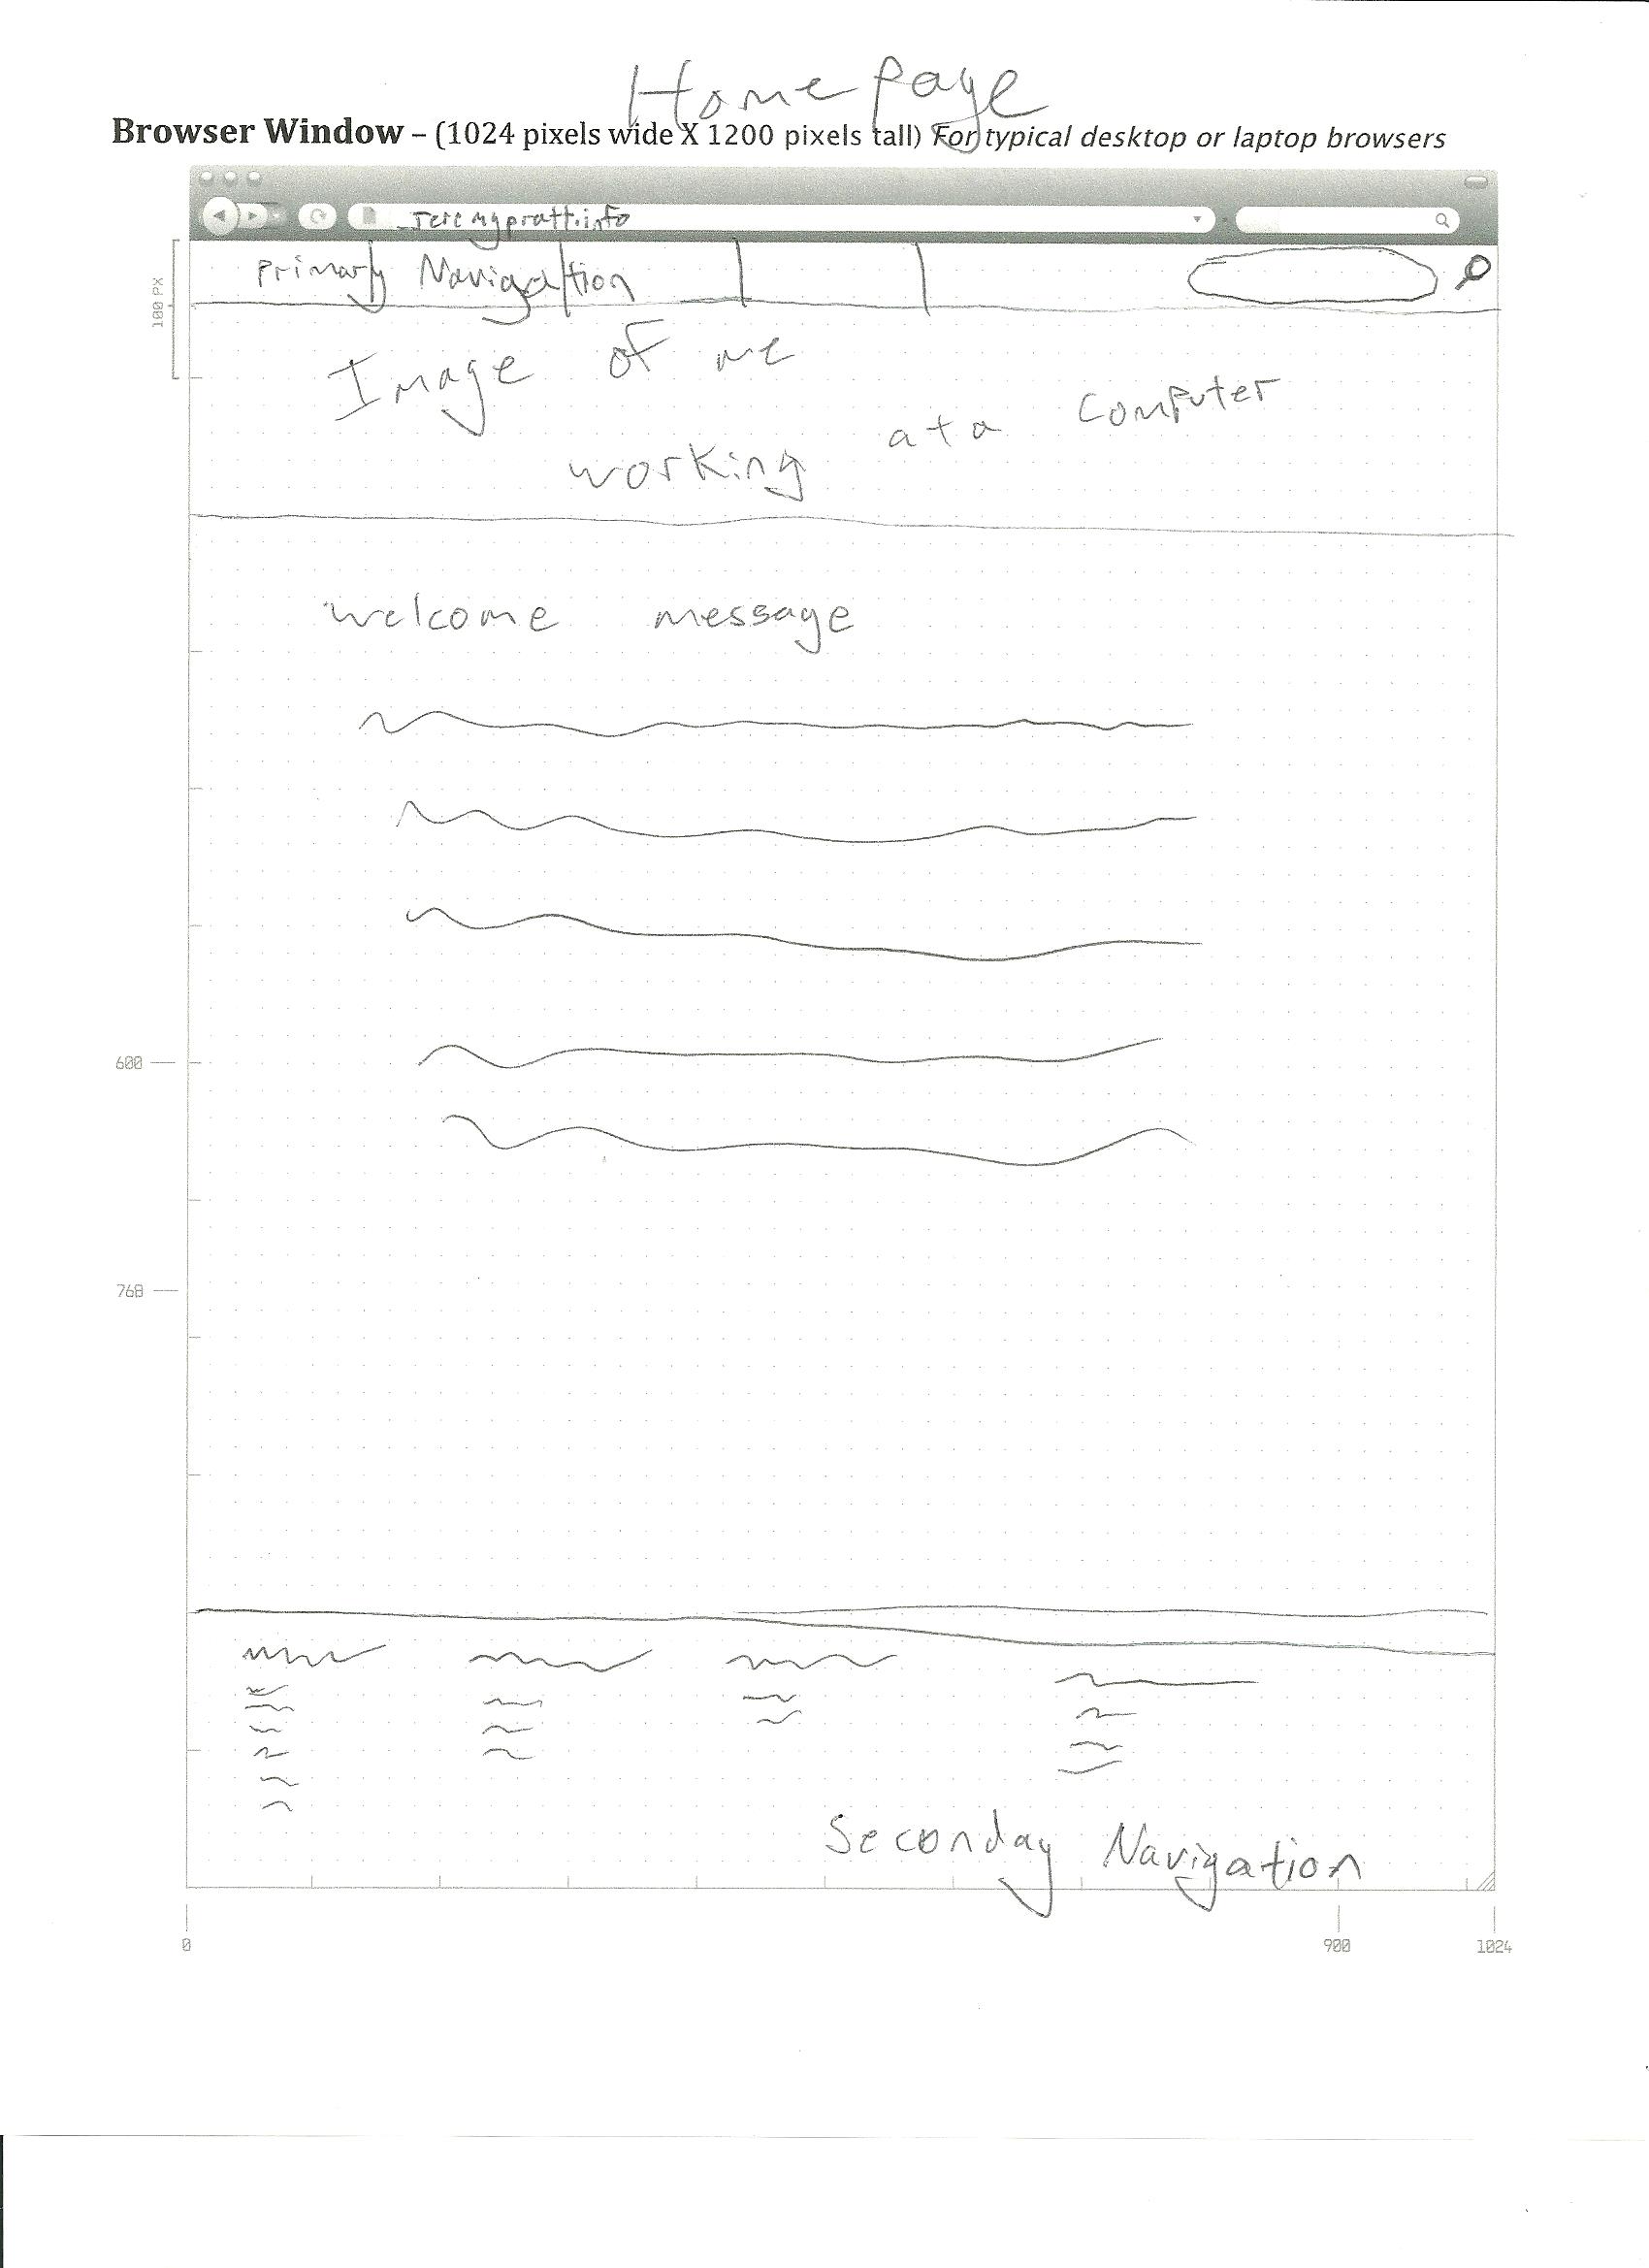 Home Page
Browser Window – (1024 pixels wide X 1200 pixels tall) For typical desktop or laptop browsers
Jeremypratt.info
Primary Navigation
100 PX
Image of me
working at a computer
welcome message
600
768
Seconday Navigation
0 900 1024